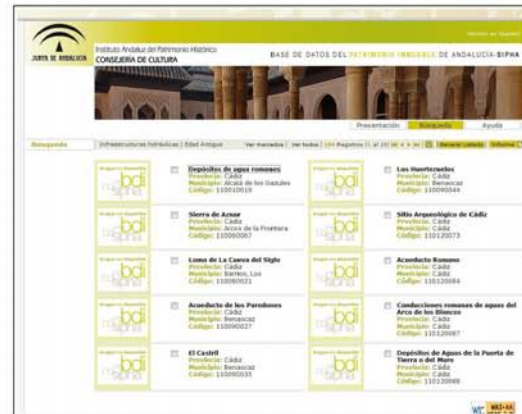 JUNTA DE ANDALUCIA
Instituto Andaluz del Patrimonio Histórico
CONSEJERÍA DE CULTURA
BASE DE DATOS DEL PATRIMONIO INMUEBLE DE ANDALUCÍA-SIPHA
Presentación
Búsqueda
Ayuda
Búsqueda
Infraestructuras hidráulicas | Edad Antigua
Ver marcados | Ver todos |
Generar Listado
Informe
Depósitos de agua romanos
Provincia: Cádiz
Municipio: Alcalá de los Gazules
Código: 110010019
Los Huertezuelos
Provincia: Cádiz
Municipio: Benaocaz
Código: 110090044
Sierra de Aznar
Provincia: Cádiz
Municipio: Arcos de la Frontera
Código: 110060067
Sitio Arqueológico de Cádiz
Provincia: Cádiz
Municipio: Cádiz
Código: 110120073
Loma de La Cueva del Siglo
Provincia: Cádiz
Municipio: Barrios, Los
Código: 110080021
Acueducto Romano
Provincia: Cádiz
Municipio: Cádiz
Código: 110120084
Acueducto de los Paredones
Provincia: Cádiz
Municipio: Benaocaz
Código: 110090027
Conducciones romanas de aguas del
Arco de los Blancos
Provincia: Cádiz
Municipio: Cádiz
Código: 110120087
El Castril
Provincia: Cádiz
Municipio: Benaocaz
Código: 110090035
Depósitos de Aguas de la Puerta de
Tierra o del Muro
Provincia: Cádiz
Municipio: Cádiz
Código: 110120088